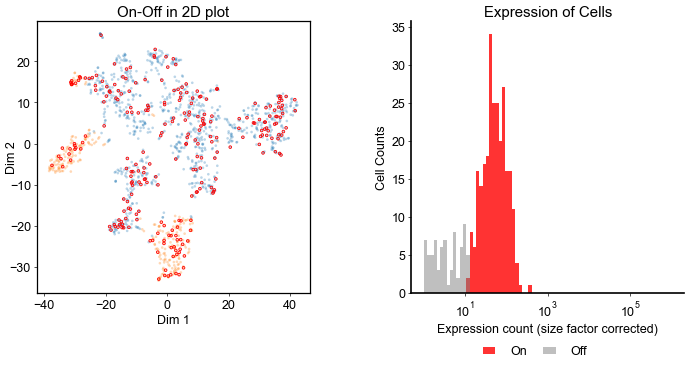 On-Off in 2D plot
Dim 2
20
10
0
−10
−20
−30
−40
−20
0
20
40
Dim 1
Expression of Cells
Cell Counts
35
30
25
20
15
10
5
0
10^1
10^3
10^5
Expression count (size factor corrected)
On
Off